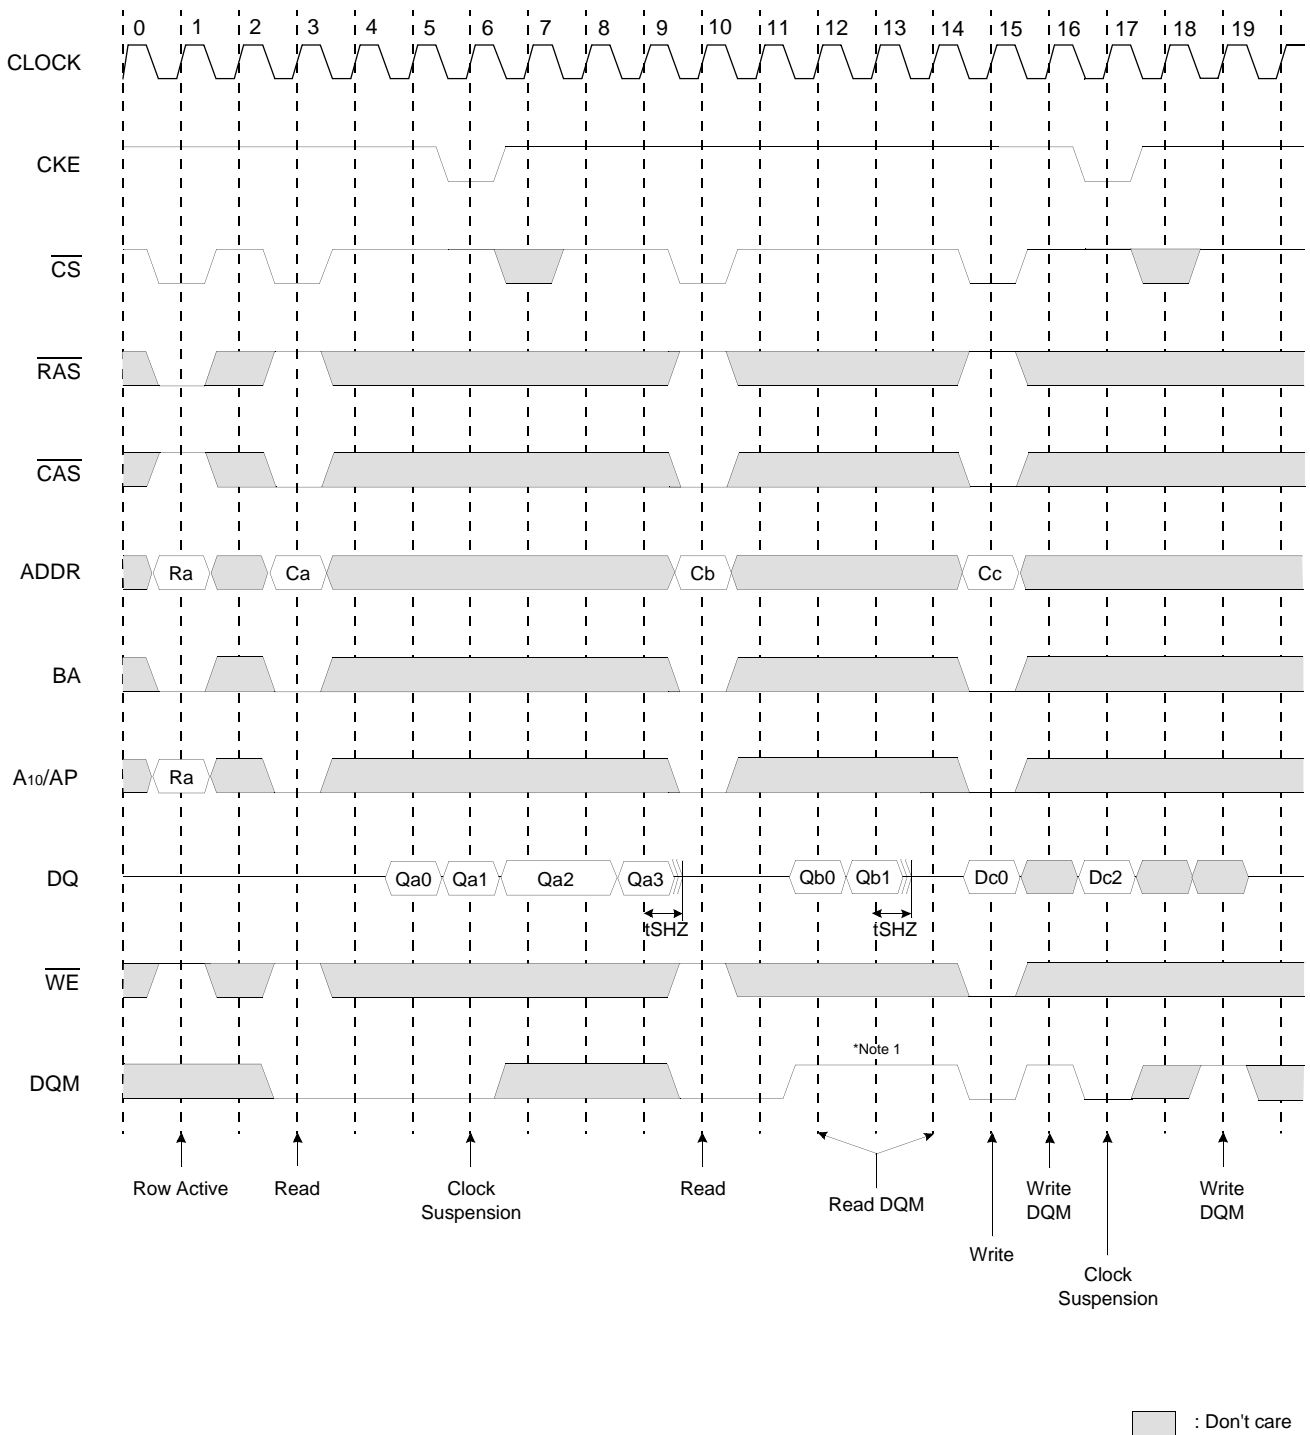 0 1 2 3 4 5 6 7 8 9 10 11 12 13 14 15 16 17 18 19
CLOCK
CKE
CS
RAS
CAS
ADDR Ra Ca Cb Cc
BA
A10/AP Ra
DQ Qa0 Qa1 Qa2 Qa3 Qb0 Qb1 Dc0 Dc2
tSHZ tSHZ
WE
*Note 1
DQM
Row Active Read Clock Suspension Read Read DQM Write DQM Write DQM
Write
Clock
Suspension
: Don't care